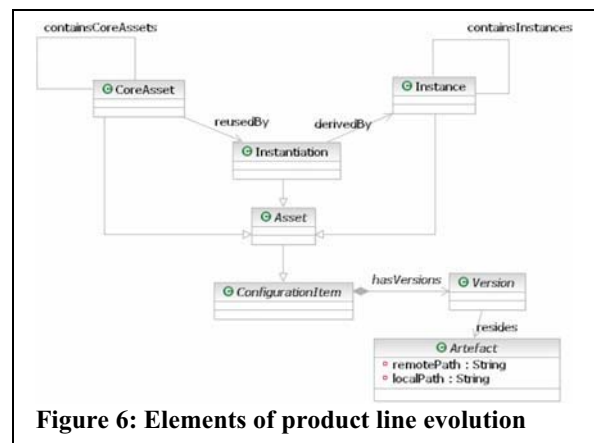 containsCoreAssets
containsInstances
CoreAsset
Instance
reusedBy
derivedBy
Instantiation
Asset
ConfigurationItem
hasVersions
Version
resides
Artefact
remotePath : String
localPath : String
Figure 6: Elements of product line evolution